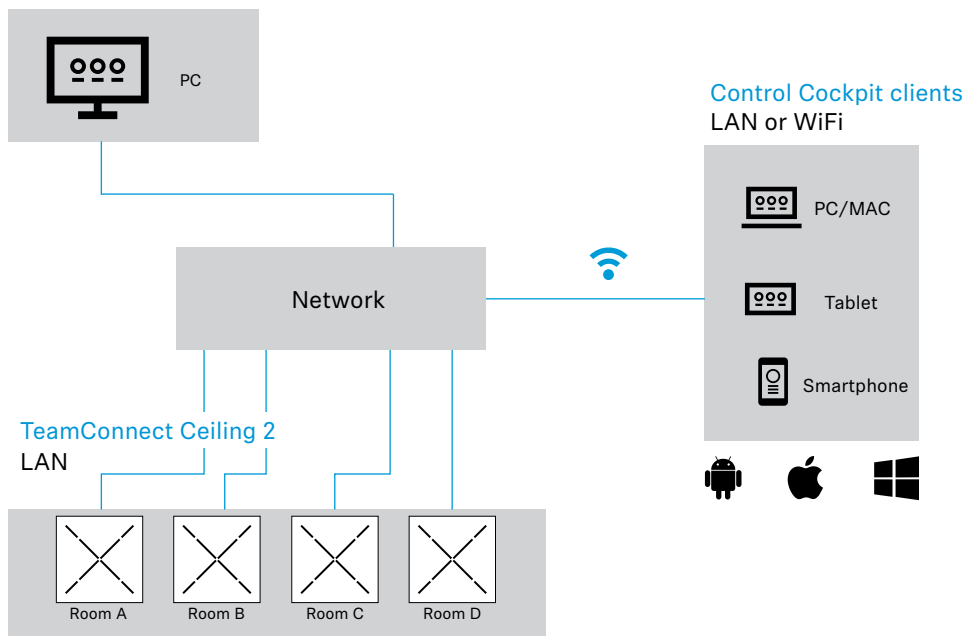 PC
Control Cockpit clients
LAN or WiFi
PC/MAC
Tablet
Smartphone
Network
TeamConnect Ceiling 2
LAN
Room A
Room B
Room C
Room D